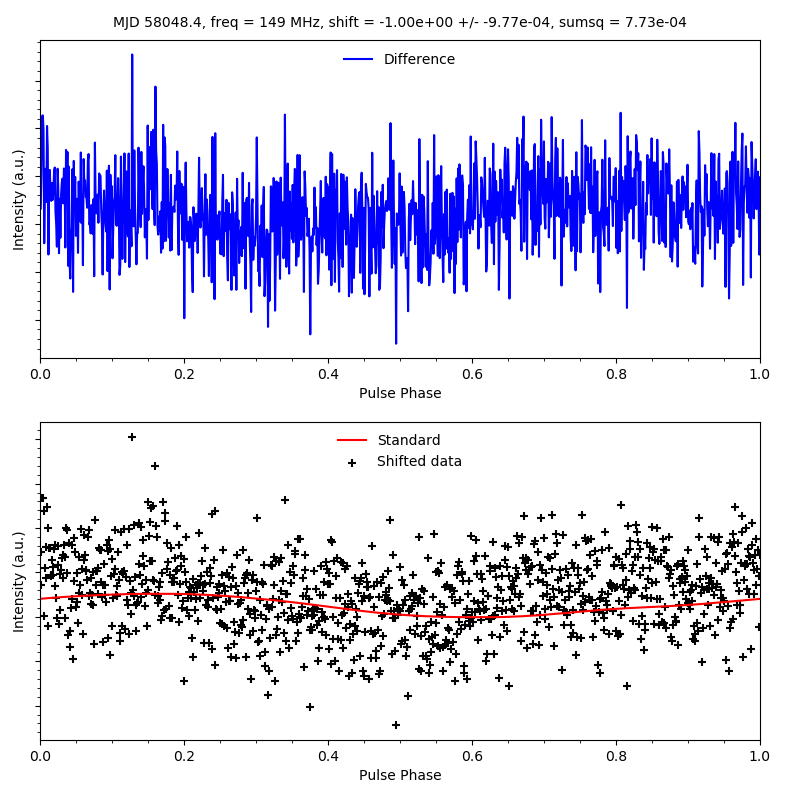 MJD 58048.4, freq = 149 MHz, shift = -1.00e+00 +/- -9.77e-04, sumsq = 7.73e-04
Difference
Intensity (a.u.)
0.0 0.2 0.4 0.6 0.8 1.0
Pulse Phase
Standard
Shifted data
Intensity (a.u.)
0.0 0.2 0.4 0.6 0.8 1.0
Pulse Phase